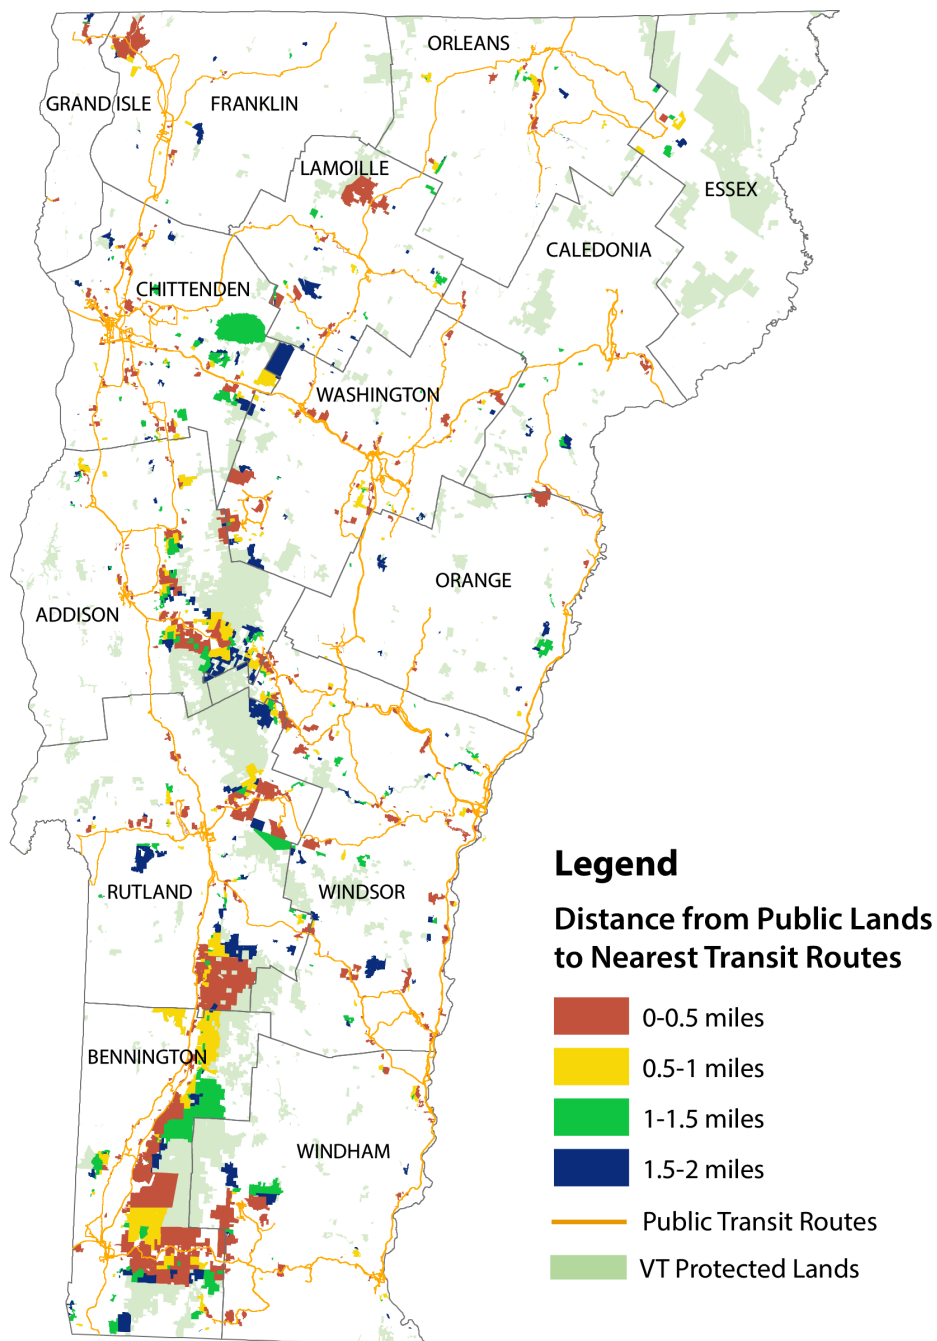 ORLEANS
GRAND ISLE
FRANKLIN
LAMOILLE
ESSEX
CALEDONIA
CHITTENDEN
WASHINGTON
ORANGE
ADDISON
RUTLAND
WINDSOR
BENNINGTON
WINDHAM
Legend
Distance from Public Lands
to Nearest Transit Routes
0-0.5 miles
0.5-1 miles
1-1.5 miles
1.5-2 miles
Public Transit Routes
VT Protected Lands